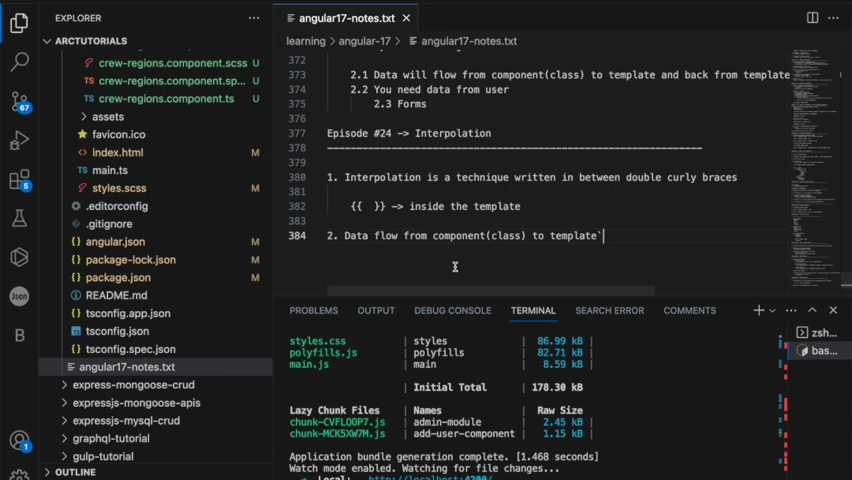 EXPLORER
ARCTUTORIALS
crew-regions.component.scss U
crew-regions.component.sp... U
crew-regions.component.ts U
assets
favicon.ico
index.html M
main.ts
styles.scss M
.editorconfig
.gitignore
angular.json M
package-lock.json M
package.json M
README.md
tsconfig.app.json
tsconfig.json
tsconfig.spec.json
angular17-notes.txt
express-mongoose-crud
expressjs-mongoose-apis
expressjs-mysql-crud
graphql-tutorial
gulp-tutorial
OUTLINE
67
5
Json
B
1
angular17-notes.txt
learning > angular-17 > angular17-notes.txt
372
373 2.1 Data will flow from component(class) to template and back from template
374 2.2 You need data from user
375 2.3 Forms
376
377 Episode #24 -> Interpolation
378 ----------------------------------------------------------------
379
380 1. Interpolation is a technique written in between double curly braces
381
382 {{ }} -> inside the template
383
384 2. Data flow from component(class) to template`
PROBLEMS OUTPUT DEBUG CONSOLE TERMINAL SEARCH ERROR COMMENTS
styles.css | styles | 86.99 kB |
polyfills.js | polyfills | 82.71 kB |
main.js | main | 8.59 kB |
| Initial Total | 178.30 kB
Lazy Chunk Files | Names | Raw Size
chunk-CVFLOOP7.js | admin-module | 2.45 kB |
chunk-MCK5XW7M.js | add-user-component | 1.15 kB |
Application bundle generation complete. [1.468 seconds]
Watch mode enabled. Watching for file changes...
Local: http://localhost:4200/
zsh...
bas...